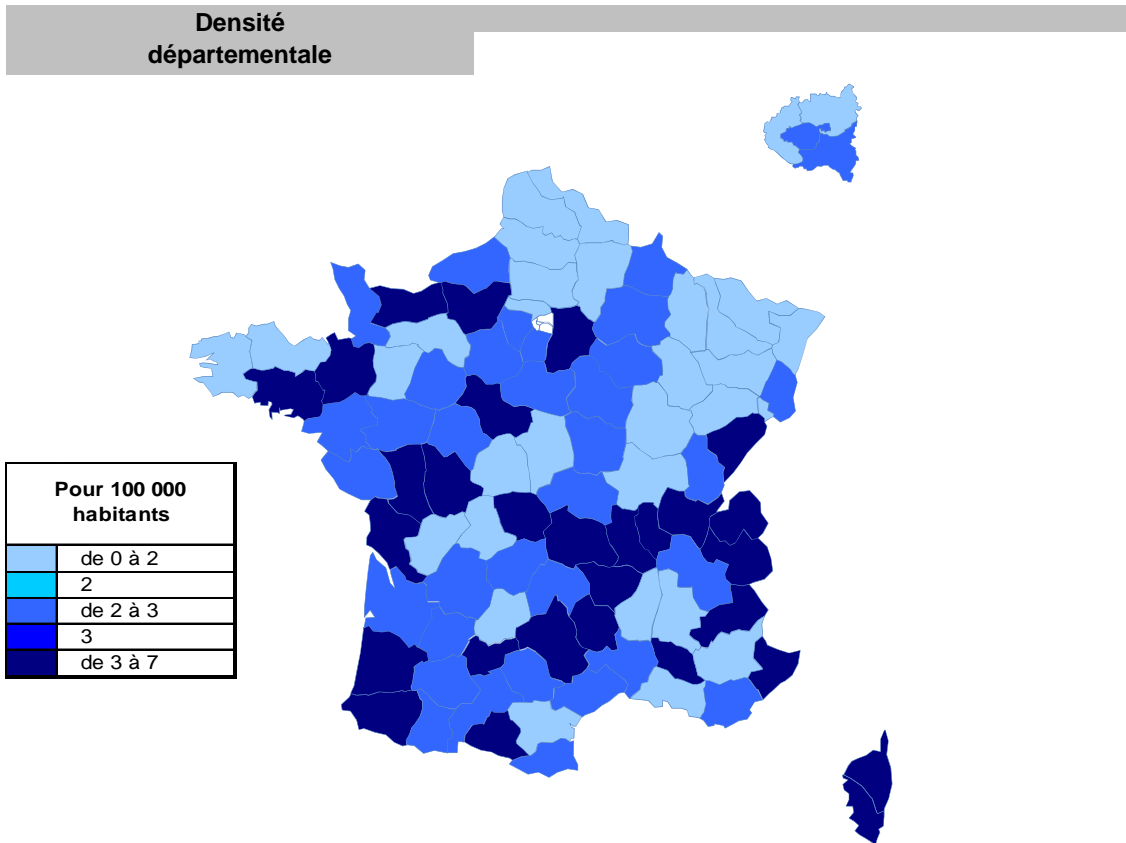 Densité
départementale
Pour 100 000
habitants
de 0 à 2
2
de 2 à 3
3
de 3 à 7